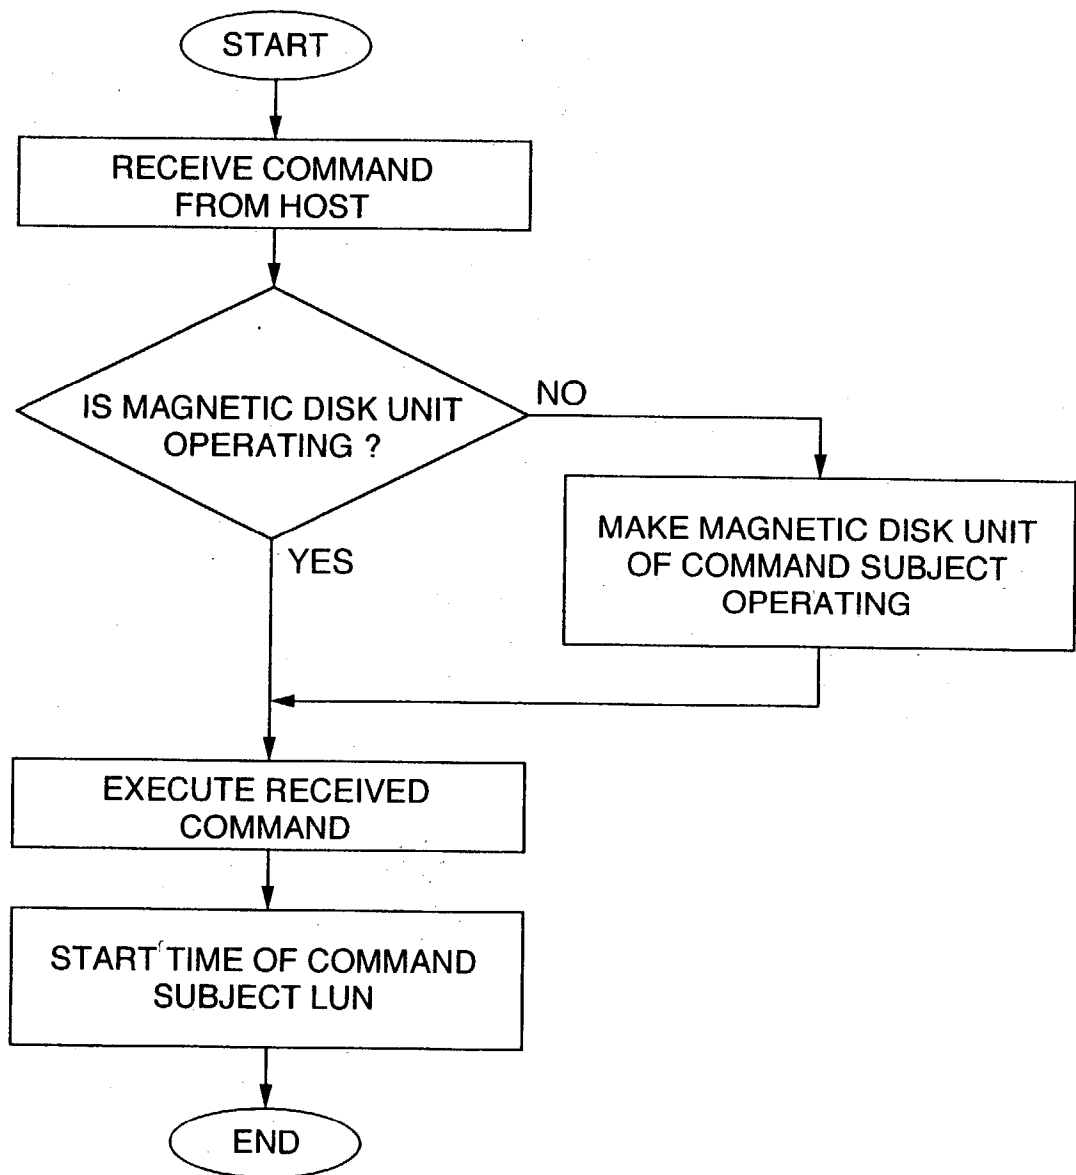 START
RECEIVE COMMAND
FROM HOST
IS MAGNETIC DISK UNIT
OPERATING ?
NO
YES
MAKE MAGNETIC DISK UNIT
OF COMMAND SUBJECT
OPERATING
EXECUTE RECEIVED
COMMAND
START TIME OF COMMAND
SUBJECT LUN
END